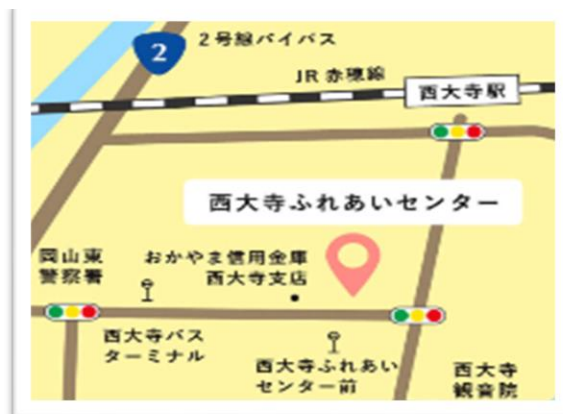 2号線バイパス
2
JR 赤穂線
西大寺駅
西大寺ふれあいセンター
岡山東
警察署
おかやま信用金庫
西大寺支店
西大寺バス
ターミナル
西大寺ふれあい
センター前
西大寺
観音院